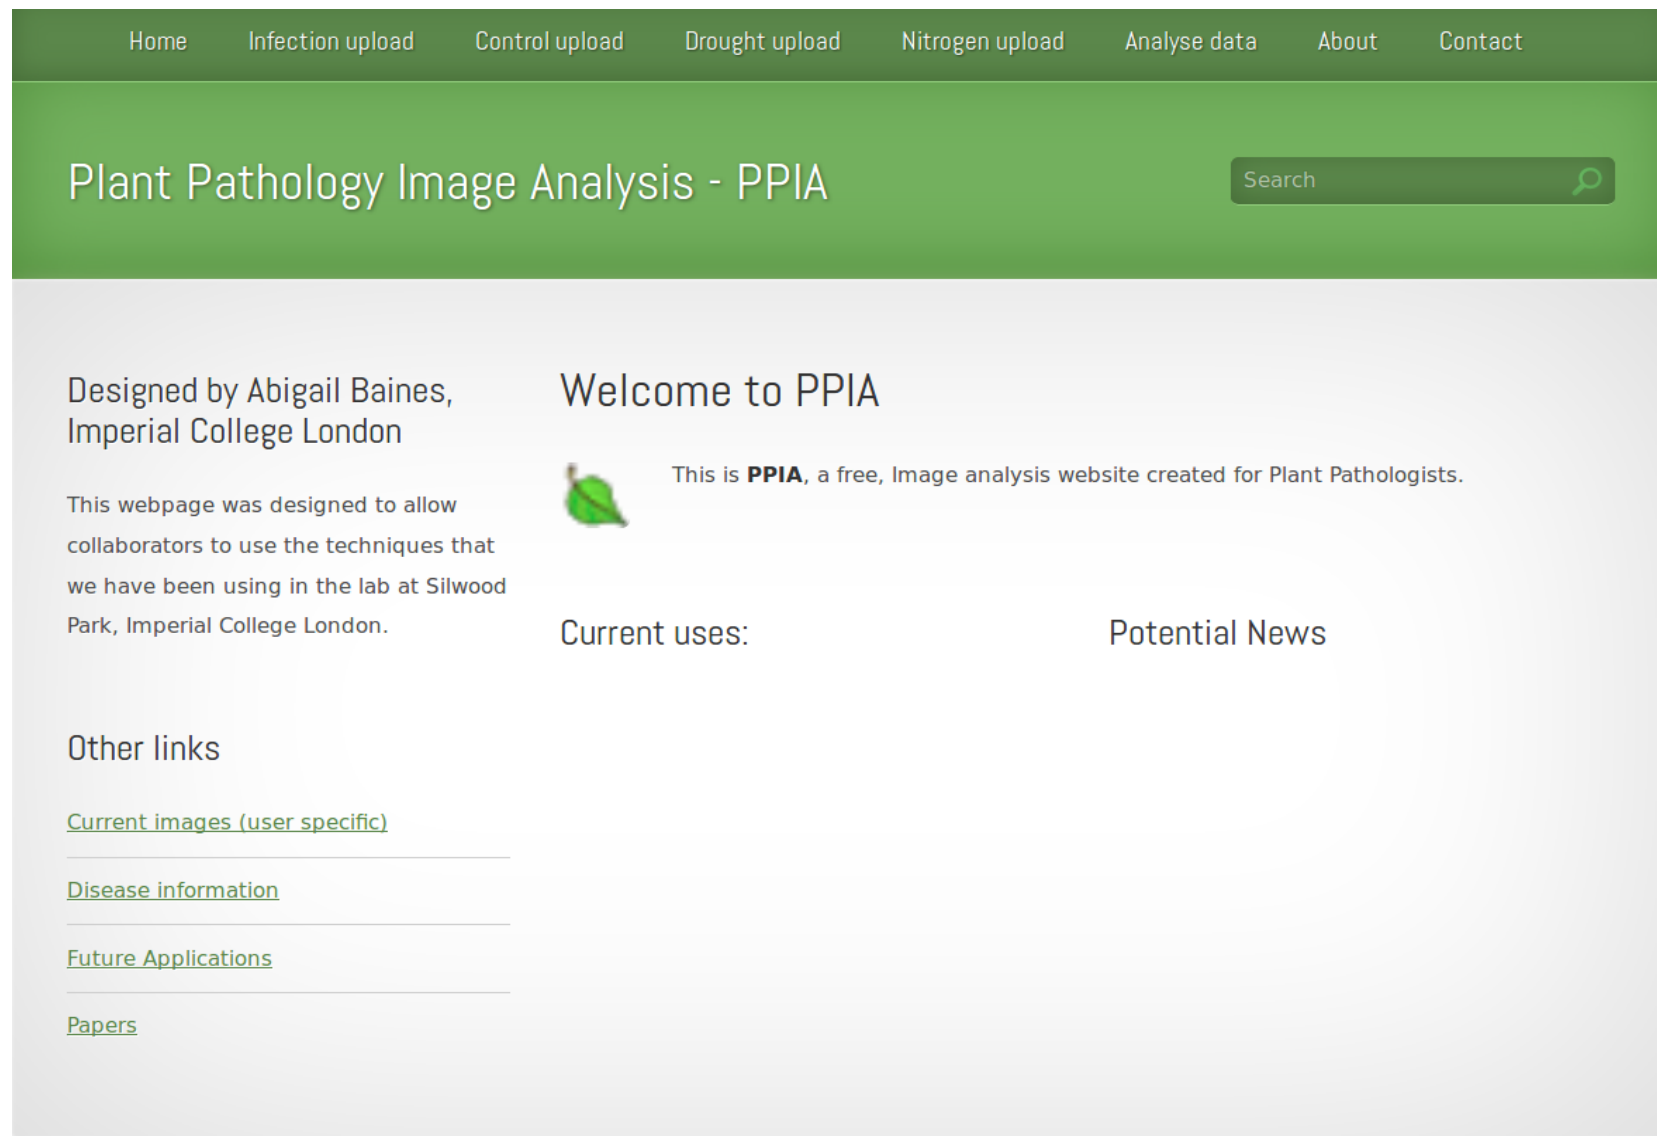 Home Infection upload Control upload Drought upload Nitrogen upload Analyse data About Contact
Plant Pathology Image Analysis - PPIA
Search
Designed by Abigail Baines,
Imperial College London
This webpage was designed to allow
collaborators to use the techniques that
we have been using in the lab at Silwood
Park, Imperial College London.
Other links
Current images (user specific)
Disease information
Future Applications
Papers
Welcome to PPIA
This is PPIA, a free, Image analysis website created for Plant Pathologists.
Current uses:
Potential News